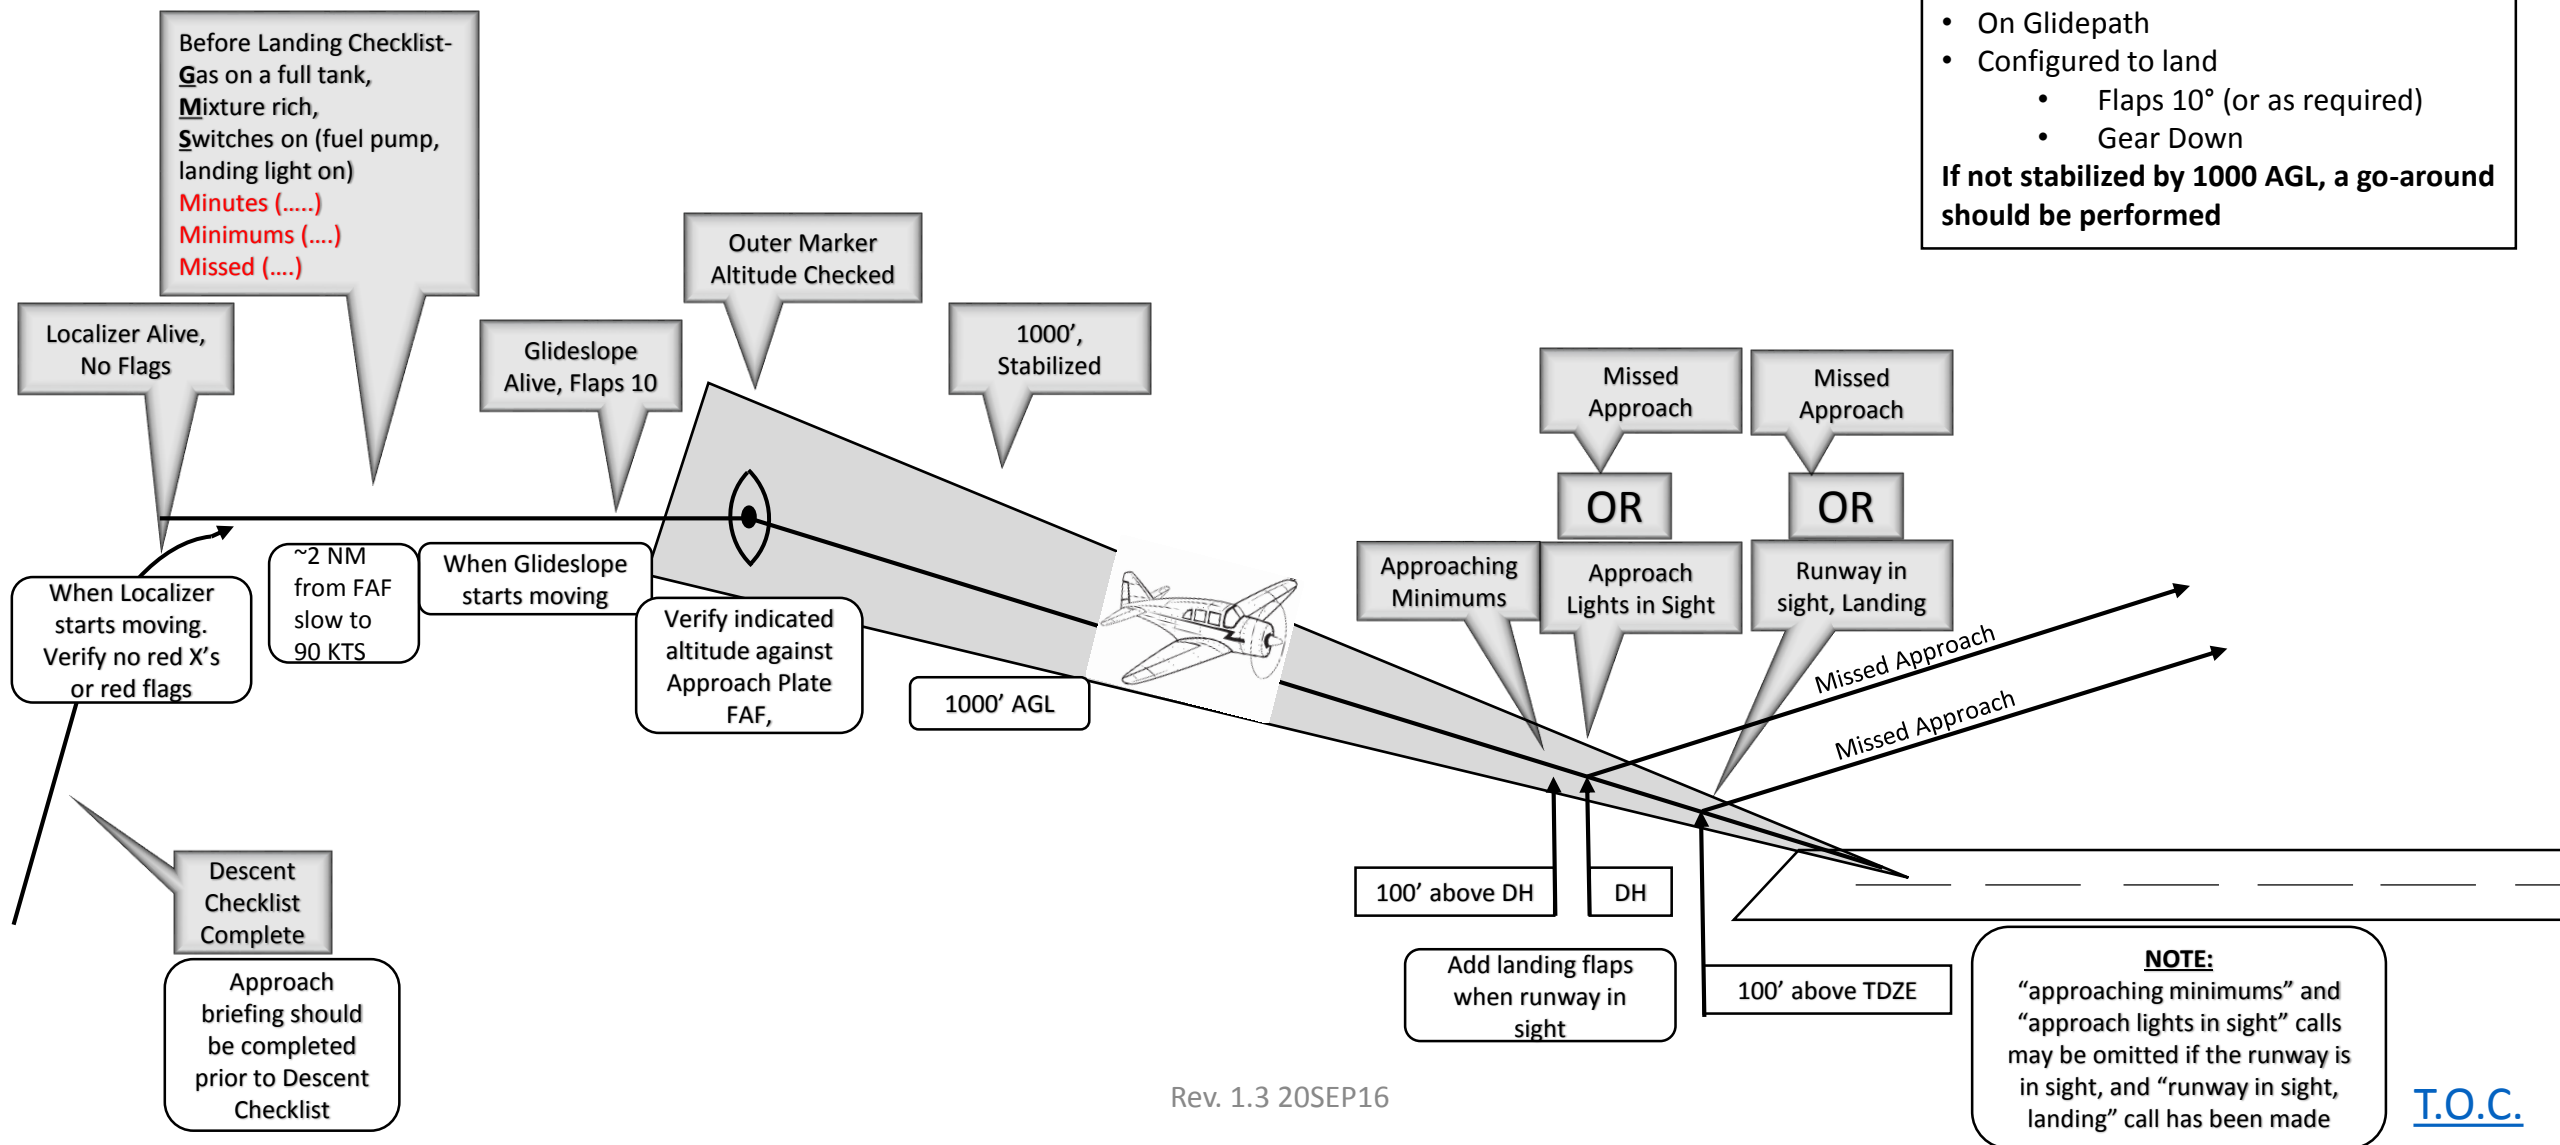 Before Landing Checklist-
Gas on a full tank,
Mixture rich,
Switches on (fuel pump,
landing light on)
Minutes (.....)
Minimums (....)
Missed (....)
• On Glidepath
• Configured to land
• Flaps 10° (or as required)
• Gear Down
If not stabilized by 1000 AGL, a go-around
should be performed
Localizer Alive,
No Flags
Glideslope
Alive, Flaps 10
Outer Marker
Altitude Checked
1000’,
Stabilized
Missed
Approach
Missed
Approach
OR
OR
Approaching
Minimums
Approach
Lights in Sight
Runway in
sight, Landing
When Localizer
starts moving.
Verify no red X’s
or red flags
~2 NM
from FAF
slow to
90 KTS
When Glideslope
starts moving
Verify indicated
altitude against
Approach Plate
FAF,
1000’ AGL
Missed Approach
Missed Approach
Descent
Checklist
Complete
Approach
briefing should
be completed
prior to Descent
Checklist
100’ above DH
DH
Add landing flaps
when runway in
sight
100’ above TDZE
NOTE:
“approaching minimums” and
“approach lights in sight” calls
may be omitted if the runway is
in sight, and “runway in sight,
landing” call has been made
Rev. 1.3 20SEP16
T.O.C.